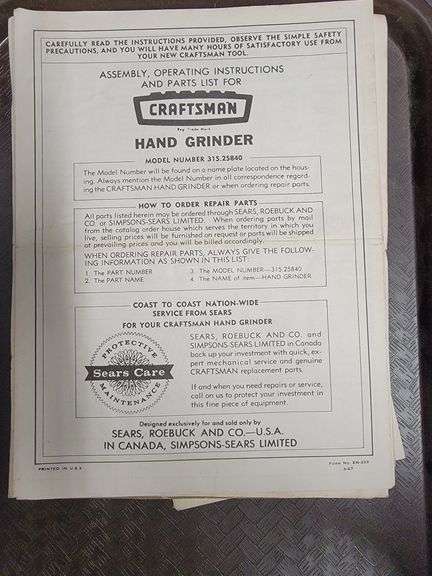 CAREFULLY READ THE INSTRUCTIONS PROVIDED, OBSERVE THE SIMPLE SAFETY
PRECAUTIONS, AND YOU WILL HAVE MANY HOURS OF SATISFACTORY USE FROM
YOUR NEW CRAFTSMAN TOOL.
ASSEMBLY, OPERATING INSTRUCTIONS
AND PARTS LIST FOR
CRAFTSMAN
Reg. Trade Mark
HAND GRINDER
MODEL NUMBER 315.25840
The Model Number will be found on a name plate located on the hous-
ing. Always mention the Model Number in all correspondence regard-
ing the CRAFTSMAN HAND GRINDER or when ordering repair parts.
HOW TO ORDER REPAIR PARTS
All parts listed herein may be ordered through SEARS, ROEBUCK AND
CO. or SIMPSONS-SEARS LIMITED. When ordering parts by mail
from the catalog order house which serves the territory in which you
live, selling prices will be furnished on request or parts will be shipped
at prevailing prices and you will be billed accordingly.
WHEN ORDERING REPAIR PARTS, ALWAYS GIVE THE FOLLOW-
ING INFORMATION AS SHOWN IN THIS LIST:
1. The PART NUMBER
2. The PART NAME
3. The MODEL NUMBER—315.25840
4. The NAME of item—HAND GRINDER
COAST TO COAST NATION-WIDE
SERVICE FROM SEARS
FOR YOUR CRAFTSMAN HAND GRINDER
PROTECTIVE
Sears Care
MAINTENANCE
SEARS, ROEBUCK AND CO. and
SIMPSONS-SEARS LIMITED in Canada
back up your investment with quick, ex-
pert mechanical service and genuine
CRAFTSMAN replacement parts.
If and when you need repairs or service,
call on us to protect your investment in
this fine piece of equipment.
Designed exclusively for and sold only by
SEARS, ROEBUCK AND CO.—U.S.A.
IN CANADA, SIMPSONS-SEARS LIMITED
PRINTED IN U.S.A.
Form No.